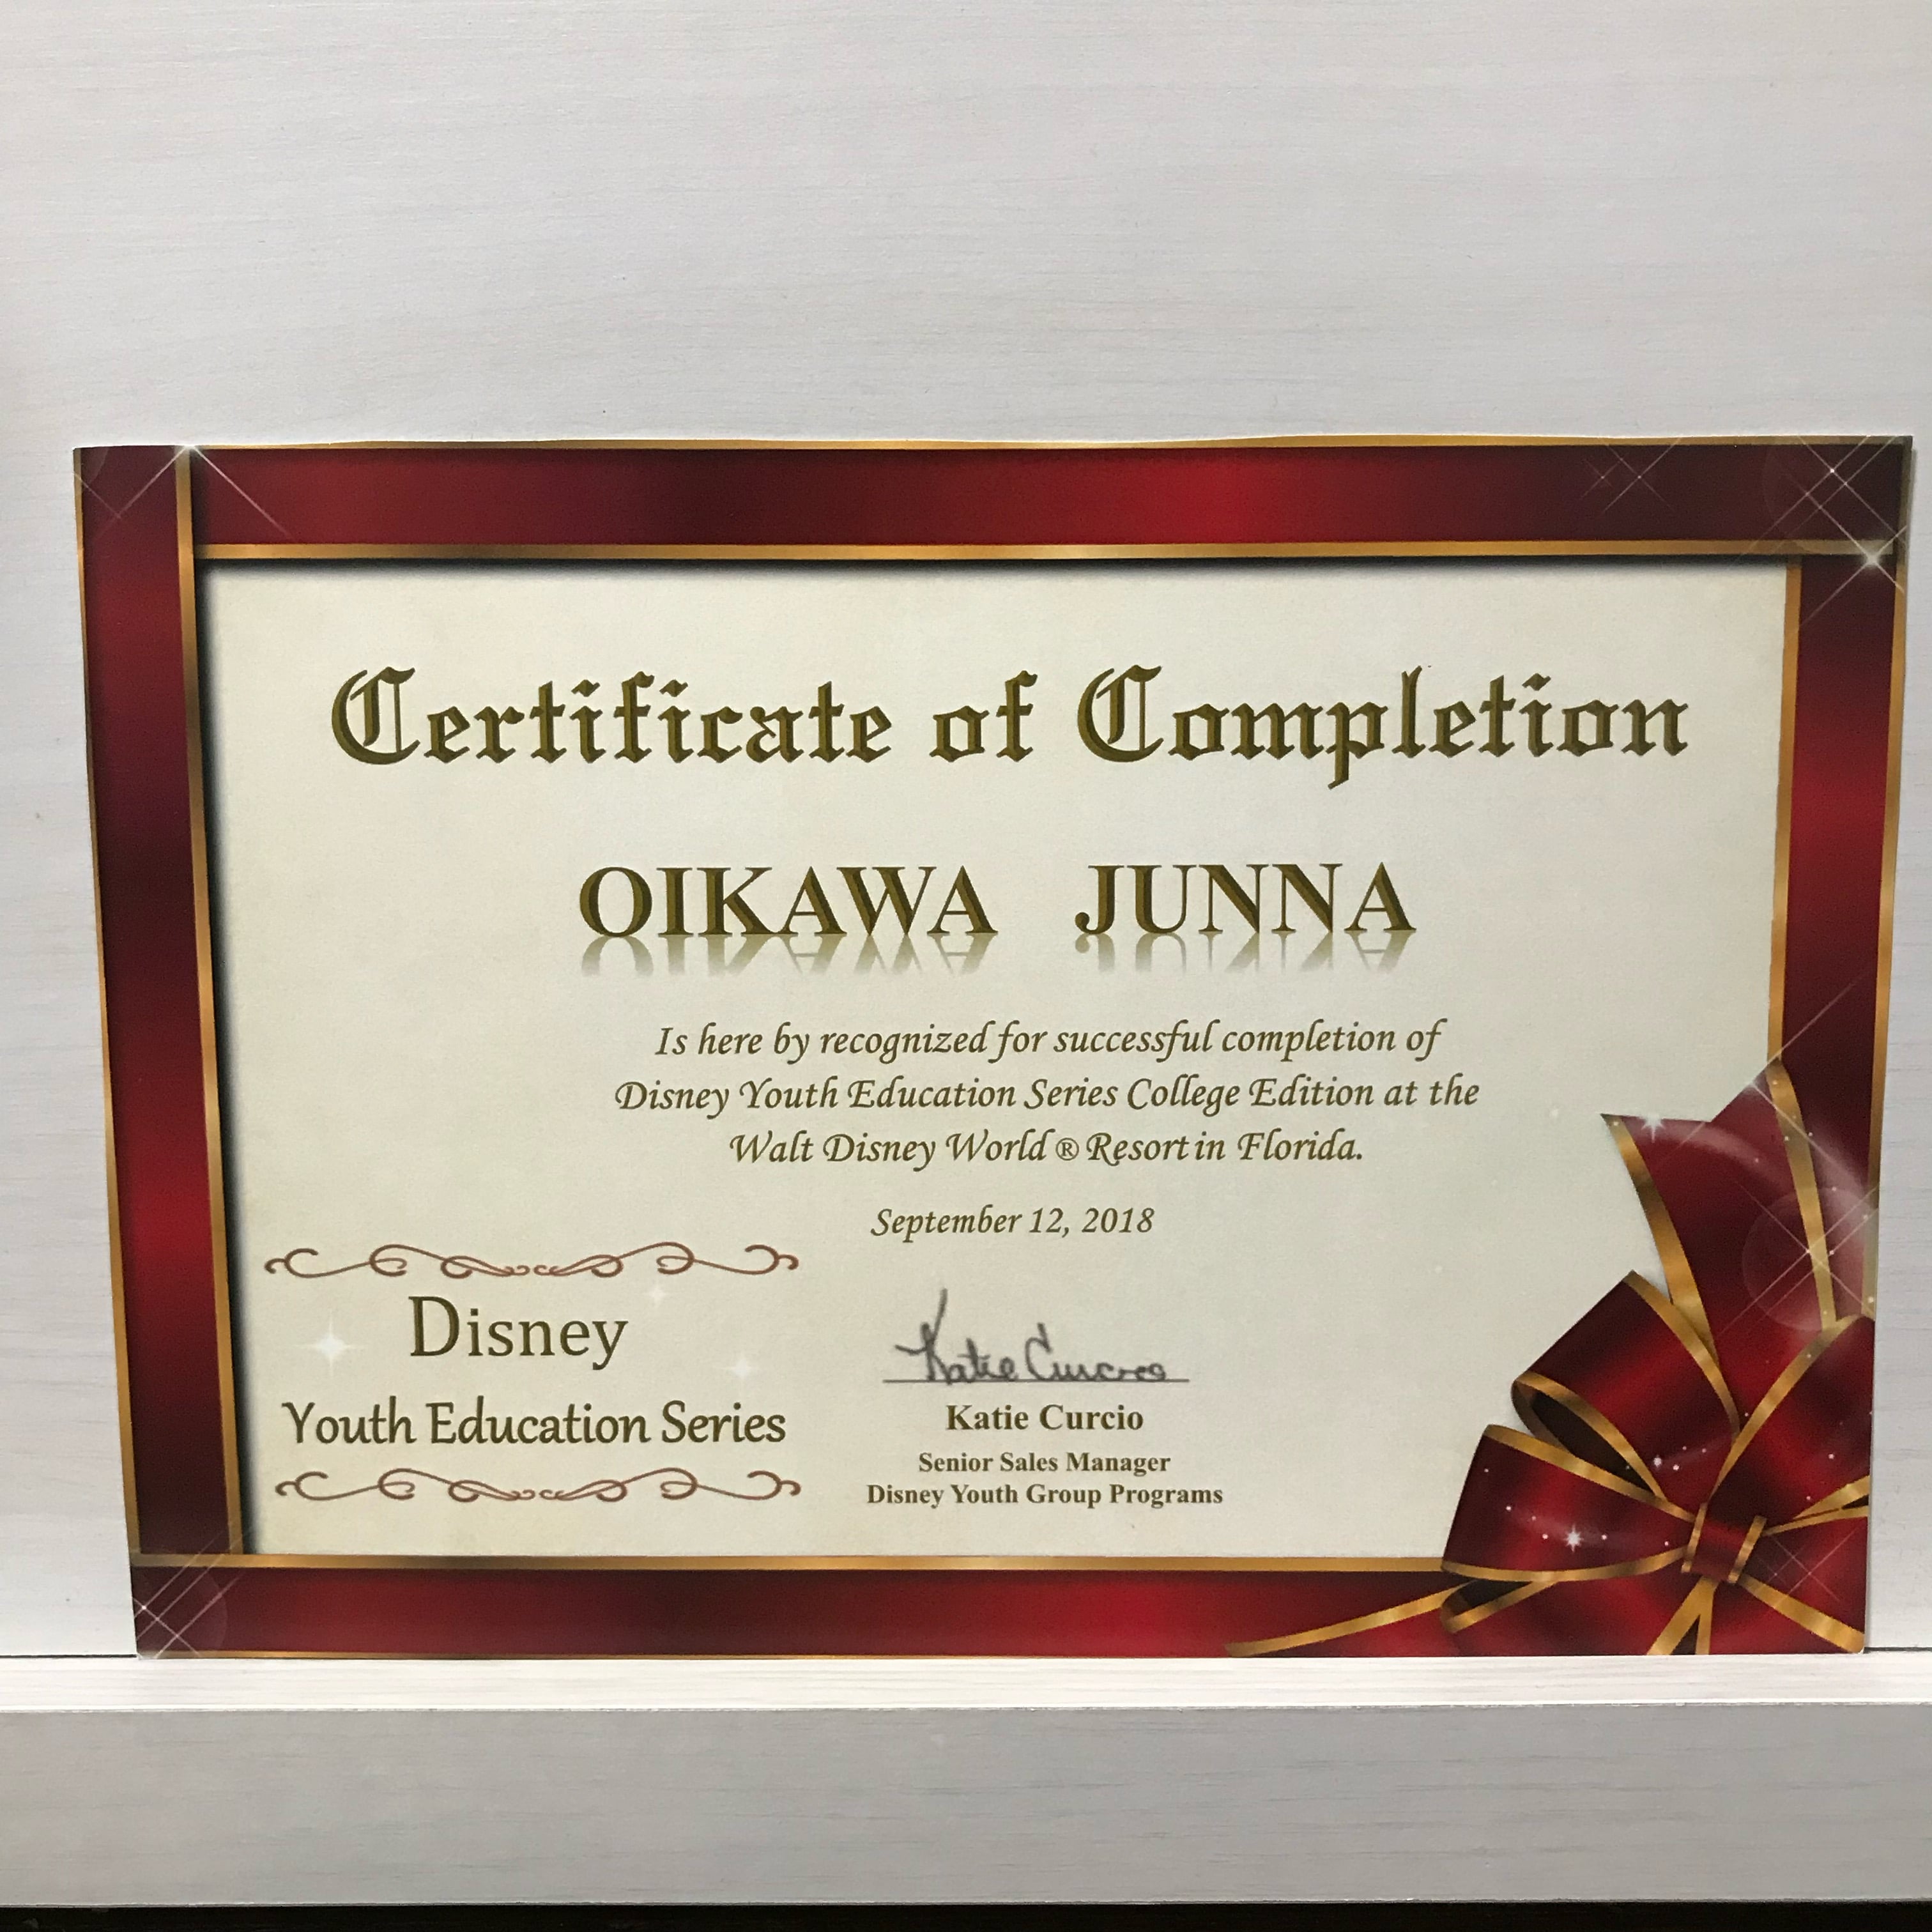 Certificate of Completion
OIKAWA JUNNA
Is here by recognized for successful completion of
Disney Youth Education Series College Edition at the
Walt Disney World ® Resort in Florida.
September 12, 2018
Disney
Youth Education Series
Katie Curcio
Katie Curcio
Senior Sales Manager
Disney Youth Group Programs